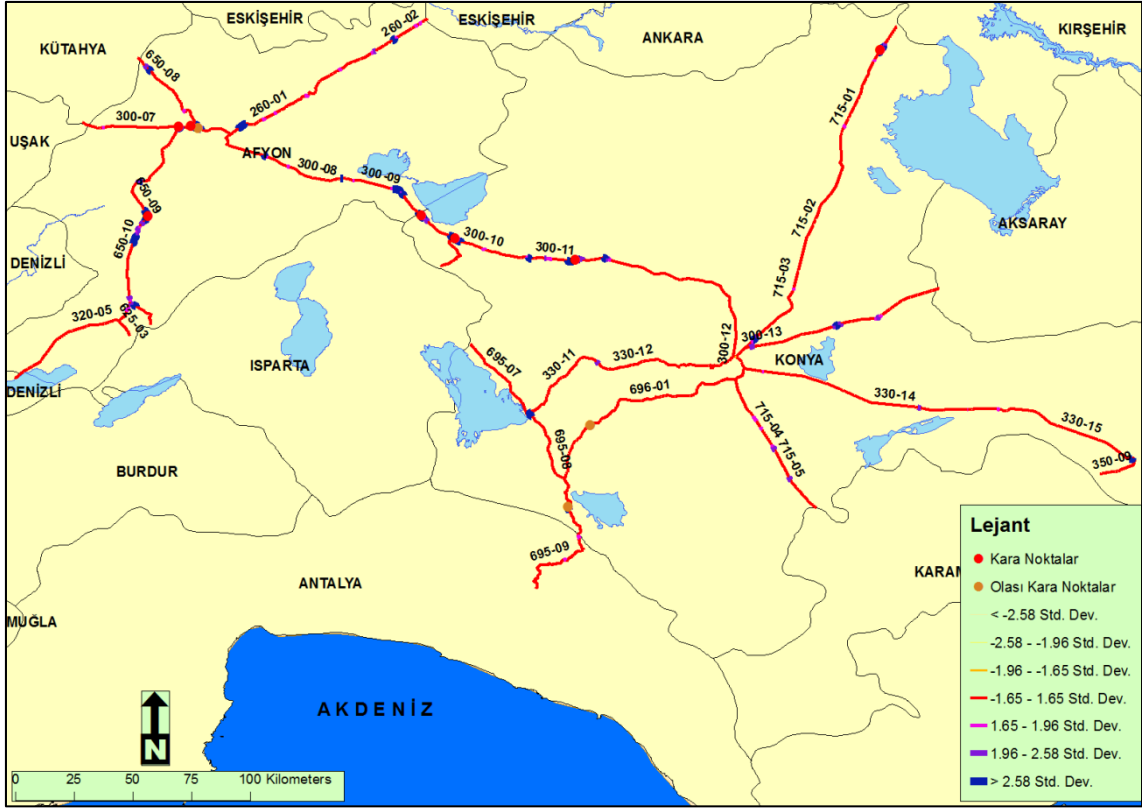 ESKİŞEHİR
ESKİŞEHİR
260-02
ANKARA
KIRŞEHİR
KÜTAHYA
650-08
260-01
715-01
300-07
UŞAK
AFYON
300-08
300-09
650-09
715-02
AKSARAY
650-10
300-10
300-11
DENİZLİ
715-03
320-05
625-03
300-12
300-13
ISPARTA
695-07
330-11
330-12
KONYA
DENİZLİ
696-01
330-14
330-15
715-04
695-08
715-05
350-09
BURDUR
695-09
ANTALYA
KARAM
MUĞLA
AKDENİZ
N
0 25 50 75 100 Kilometers
Lejant
Kara Noktalar
Olası Kara Noktalar
< -2.58 Std. Dev.
-2.58 - -1.96 Std. Dev.
-1.96 - -1.65 Std. Dev.
-1.65 - 1.65 Std. Dev.
1.65 - 1.96 Std. Dev.
1.96 - 2.58 Std. Dev.
> 2.58 Std. Dev.